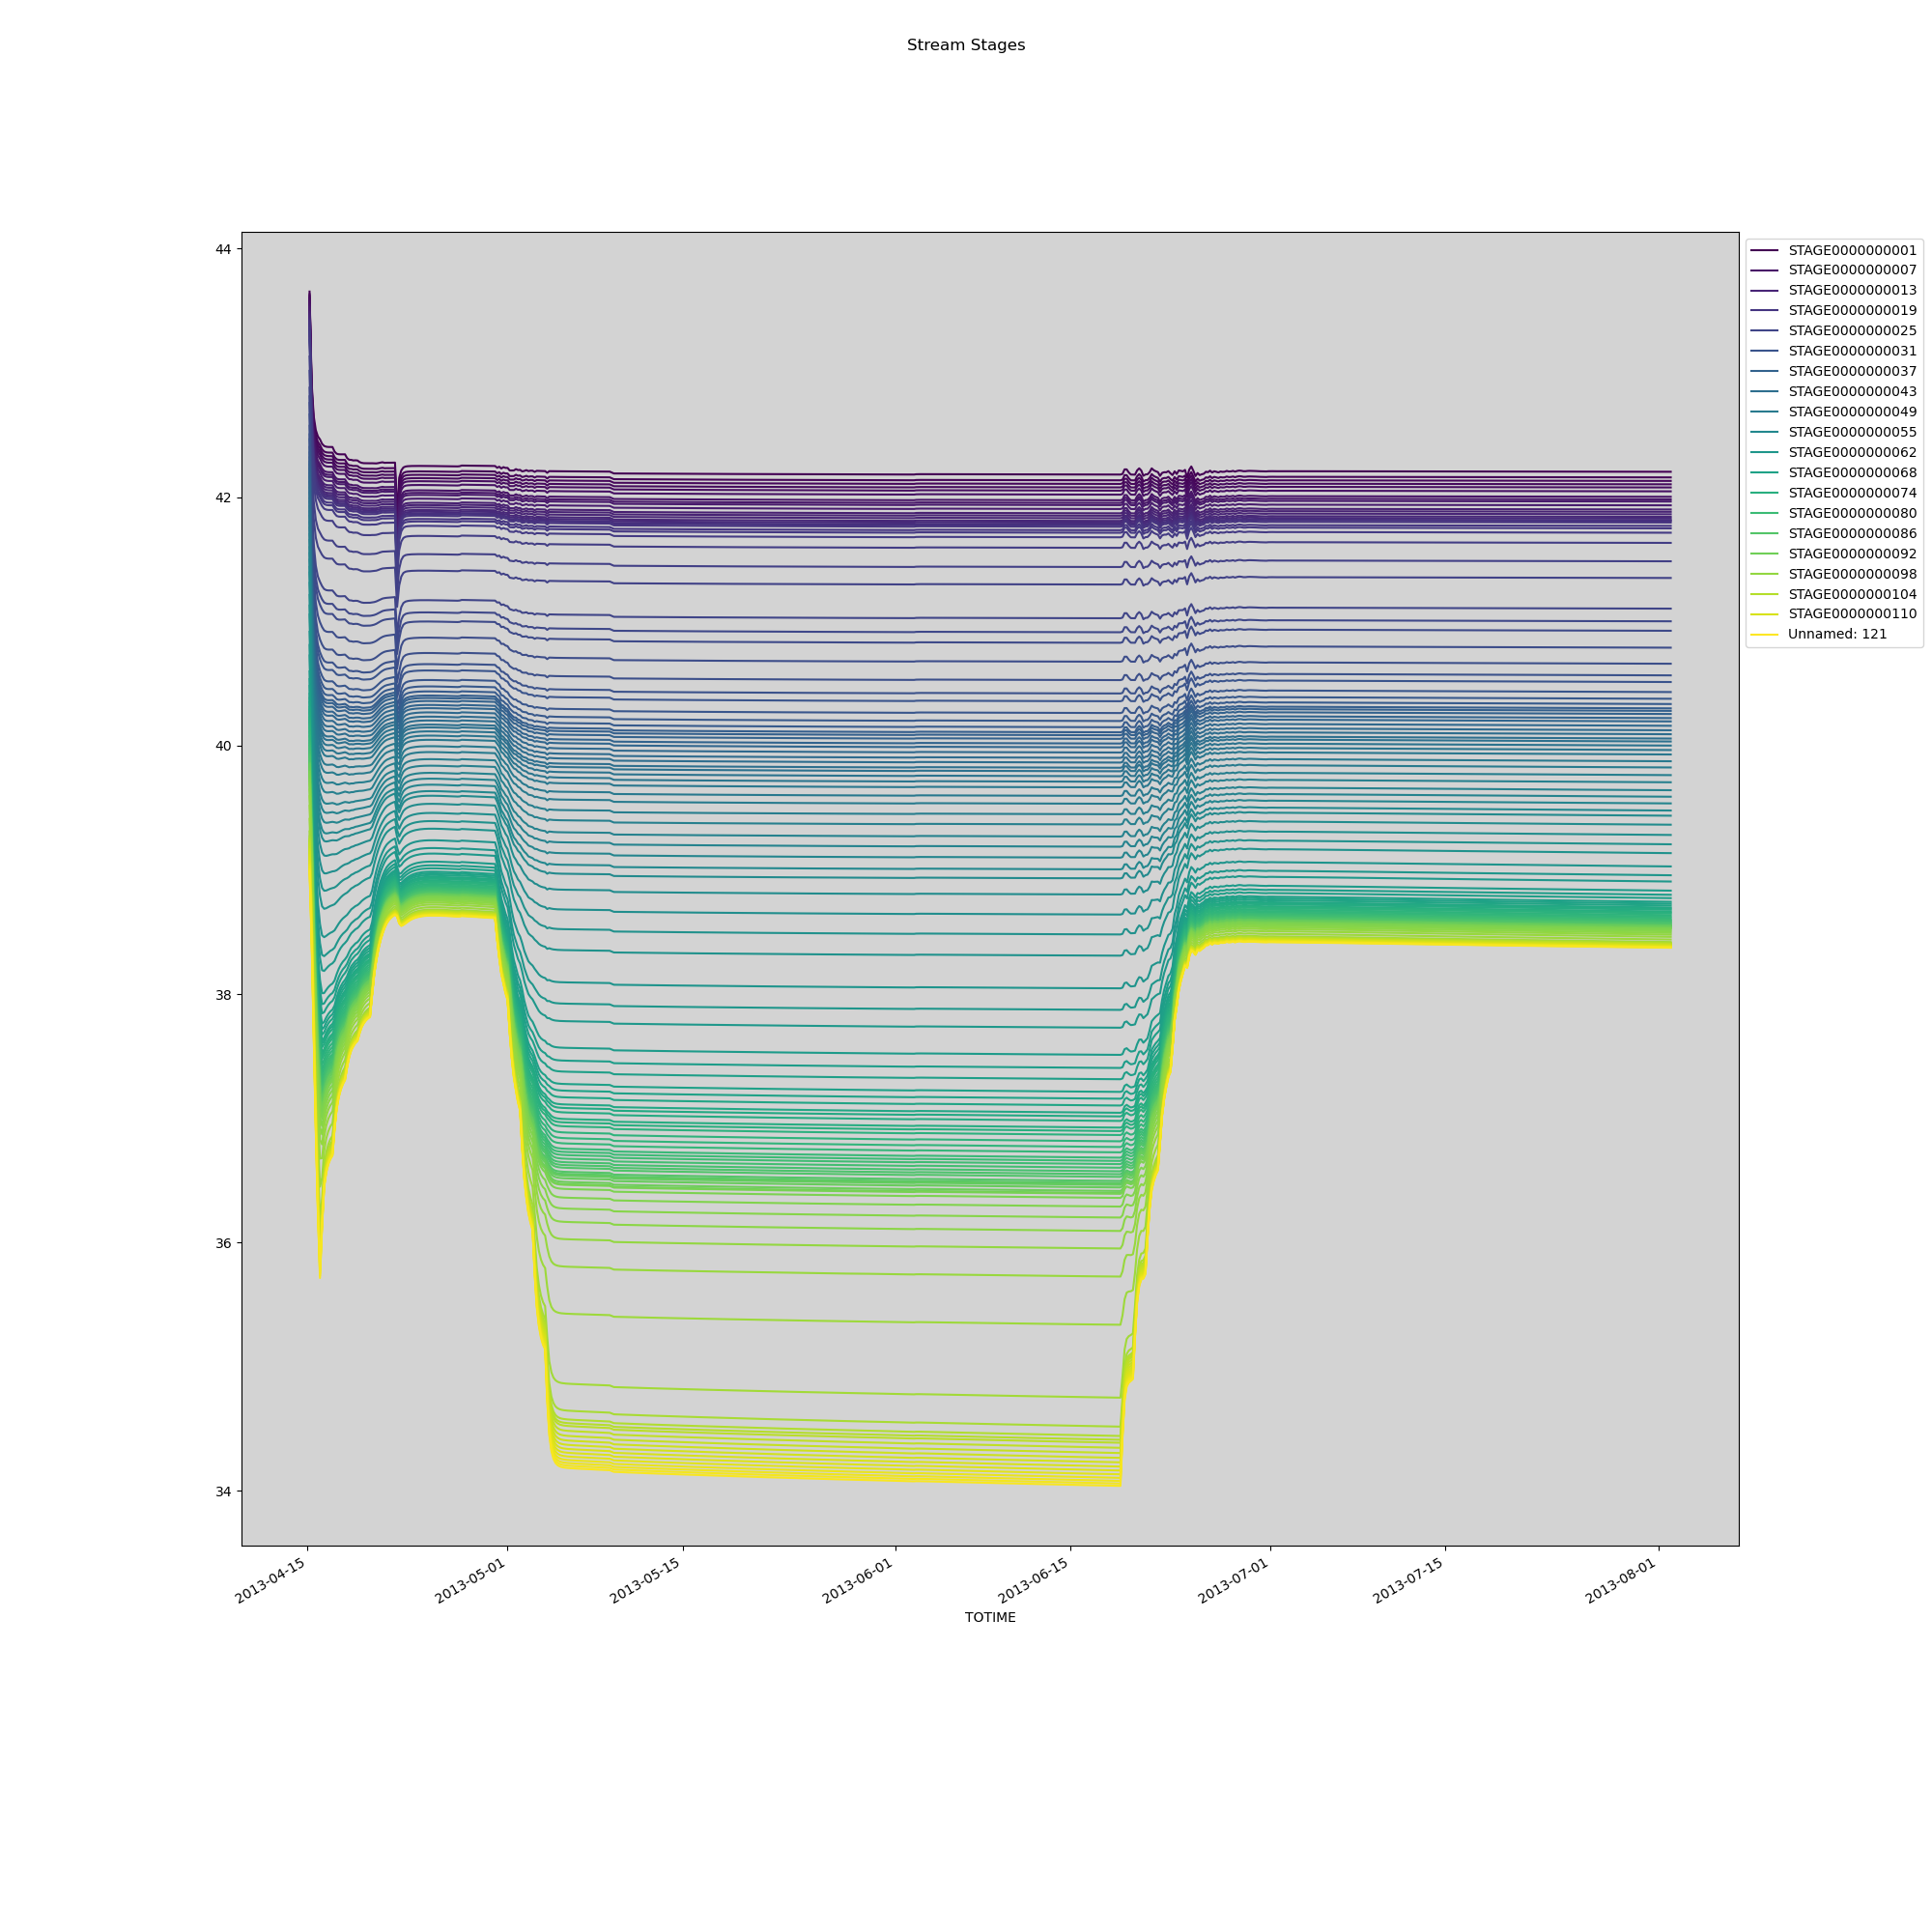 Stream Stages
44
42
40
38
36
34
2013-04-15
2013-05-01
2013-05-15
2013-06-01
2013-06-15
2013-07-01
2013-07-15
2013-08-01
TOTIME
STAGE0000000001
STAGE0000000007
STAGE0000000013
STAGE0000000019
STAGE0000000025
STAGE0000000031
STAGE0000000037
STAGE0000000043
STAGE0000000049
STAGE0000000055
STAGE0000000062
STAGE0000000068
STAGE0000000074
STAGE0000000080
STAGE0000000086
STAGE0000000092
STAGE0000000098
STAGE0000000104
STAGE0000000110
Unnamed: 121